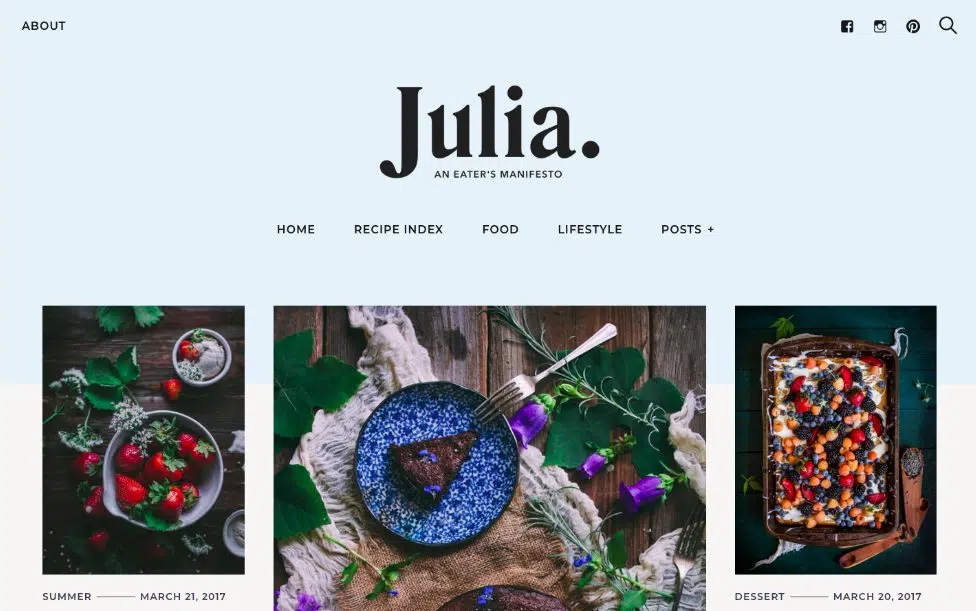 ABOUT
Julia.
AN EATER'S MANIFESTO
HOME RECIPE INDEX FOOD LIFESTYLE POSTS +
SUMMER MARCH 21, 2017
DESSERT MARCH 20, 2017